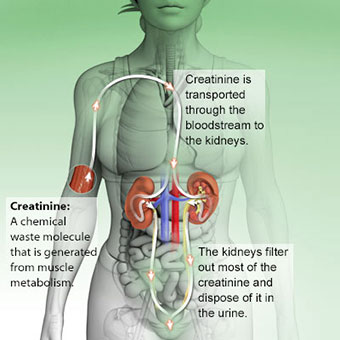 Creatinine is
transported
through the
bloodstream to
the kidneys.
Creatinine:
A chemical
waste molecule
that is generated
from muscle
metabolism.
The kidneys filter
out most of the
creatinine and
dispose of it in
the urine.